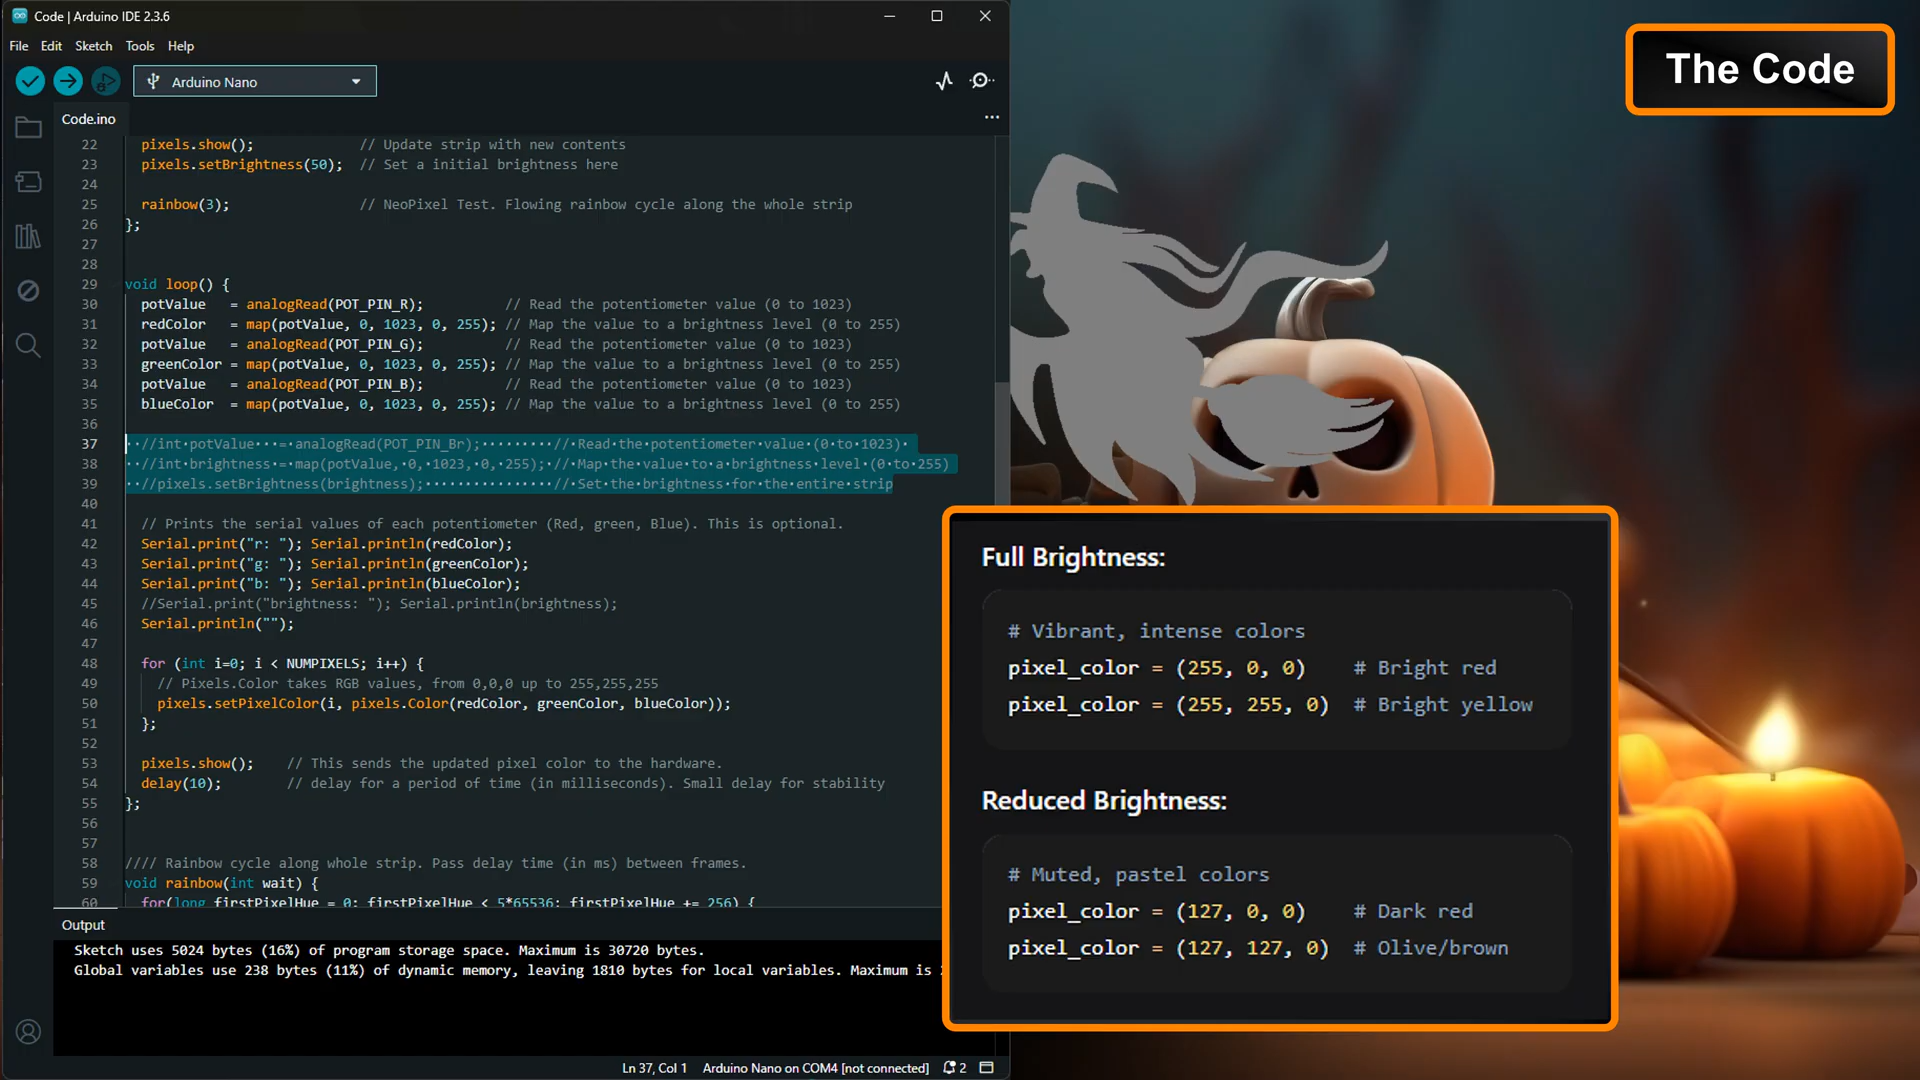 Code | Arduino IDE 2.3.6
File Edit Sketch Tools Help
Arduino Nano
Code.ino
22 pixels.show(); // Update strip with new contents
23 pixels.setBrightness(50); // Set a initial brightness here
24
25 rainbow(3); // NeoPixel Test. Flowing rainbow cycle along the whole strip
26 };
27
28
29 void loop() {
30 potValue = analogRead(POT_PIN_R); // Read the potentiometer value (0 to 1023)
31 redColor = map(potValue, 0, 1023, 0, 255); // Map the value to a brightness level (0 to 255)
32 potValue = analogRead(POT_PIN_G); // Read the potentiometer value (0 to 1023)
33 greenColor = map(potValue, 0, 1023, 0, 255); // Map the value to a brightness level (0 to 255)
34 potValue = analogRead(POT_PIN_B); // Read the potentiometer value (0 to 1023)
35 blueColor = map(potValue, 0, 1023, 0, 255); // Map the value to a brightness level (0 to 255)
36
37 //int potValue = analogRead(POT_PIN_Br); // Read the potentiometer value (0 to 1023)
38 //int brightness = map(potValue, 0, 1023, 0, 255); // Map the value to a brightness level (0 to 255)
39 //pixels.setBrightness(brightness); // Set the brightness for the entire strip
40
41 // Prints the serial values of each potentiometer (Red, green, Blue). This is optional.
42 Serial.print("r: "); Serial.println(redColor);
43 Serial.print("g: "); Serial.println(greenColor);
44 Serial.print("b: "); Serial.println(blueColor);
45 //Serial.print("brightness: "); Serial.println(brightness);
46 Serial.println("");
47
48 for (int i=0; i < NUMPIXELS; i++) {
49 // Pixels.Color takes RGB values, from 0,0,0 up to 255,255,255
50 pixels.setPixelColor(i, pixels.Color(redColor, greenColor, blueColor));
51 };
52
53 pixels.show(); // This sends the updated pixel color to the hardware.
54 delay(10); // delay for a period of time (in milliseconds). Small delay for stability
55 };
56
57
58 //// Rainbow cycle along whole strip. Pass delay time (in ms) between frames.
59 void rainbow(int wait) {
60 for(long firstPixelHue = 0; firstPixelHue < 5*65536; firstPixelHue += 256) {
Output
Sketch uses 5024 bytes (16%) of program storage space. Maximum is 30720 bytes.
Global variables use 238 bytes (11%) of dynamic memory, leaving 1810 bytes for local variables. Maximum is
Ln 37, Col 1 Arduino Nano on COM4 [not connected] 2
The Code
Full Brightness:
# Vibrant, intense colors
pixel_color = (255, 0, 0) # Bright red
pixel_color = (255, 255, 0) # Bright yellow
Reduced Brightness:
# Muted, pastel colors
pixel_color = (127, 0, 0) # Dark red
pixel_color = (127, 127, 0) # Olive/brown